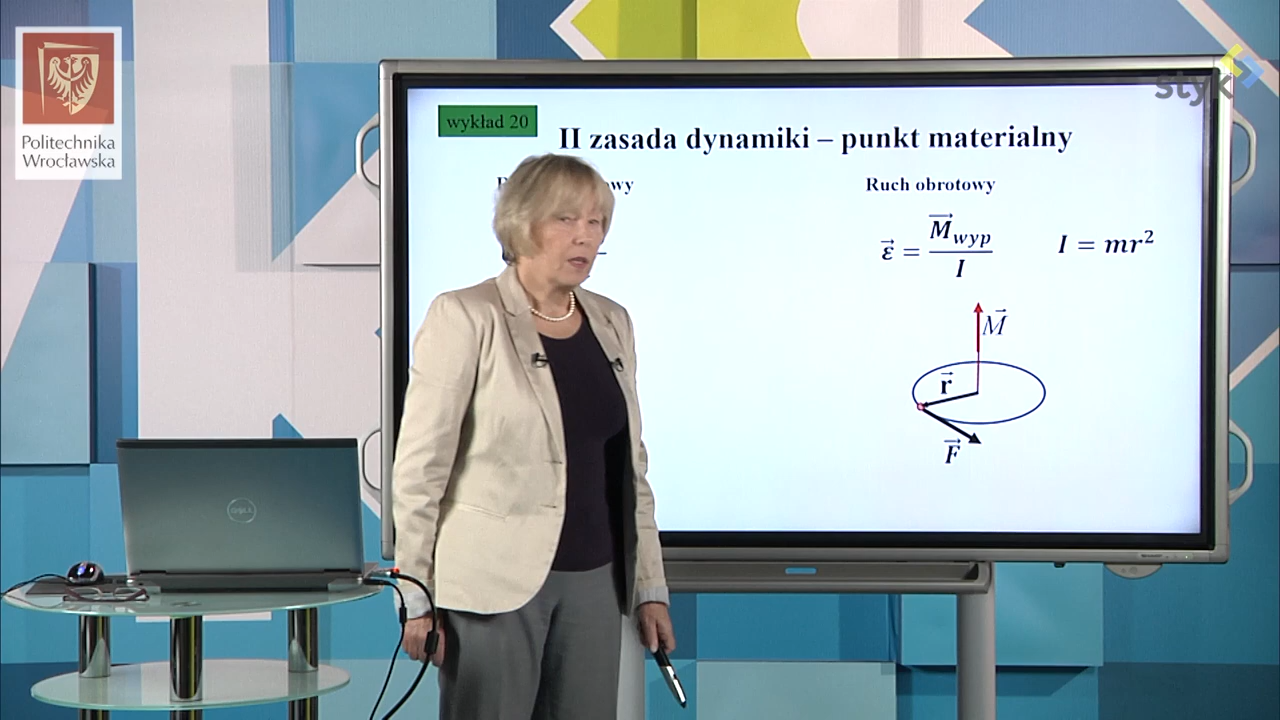 Politechnika
Wrocławska
styk
wykład 20
II zasada dynamiki – punkt materialny
Ruch obrotowy
ε⃗ = M⃗wyp / I
I = mr²
M⃗
r⃗
F⃗
DELL